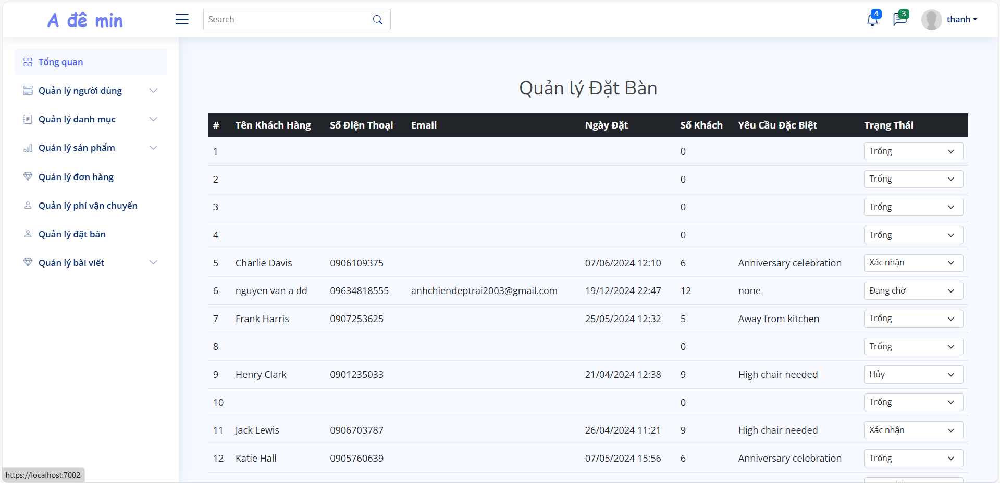 A đê min
Search
4
3
thanh
Tổng quan
Quản lý người dùng
Quản lý danh mục
Quản lý sản phẩm
Quản lý đơn hàng
Quản lý phí vận chuyển
Quản lý đặt bàn
Quản lý bài viết
Quản lý Đặt Bàn
# Tên Khách Hàng Số Điện Thoại Email Ngày Đặt Số Khách Yêu Cầu Đặc Biệt Trạng Thái
1 0 Trống
2 0 Trống
3 0 Trống
4 0 Trống
5 Charlie Davis 0906109375 07/06/2024 12:10 6 Anniversary celebration Xác nhận
6 nguyen van a dd 09634818555 anhchiendeptrai2003@gmail.com 19/12/2024 22:47 12 none Đang chờ
7 Frank Harris 0907253625 25/05/2024 12:32 5 Away from kitchen Trống
8 0 Trống
9 Henry Clark 0901235033 21/04/2024 12:38 9 High chair needed Hủy
10 0 Trống
11 Jack Lewis 0906703787 26/04/2024 11:21 9 High chair needed Xác nhận
12 Katie Hall 0905760639 07/05/2024 15:56 6 Anniversary celebration Trống
https://localhost:7002